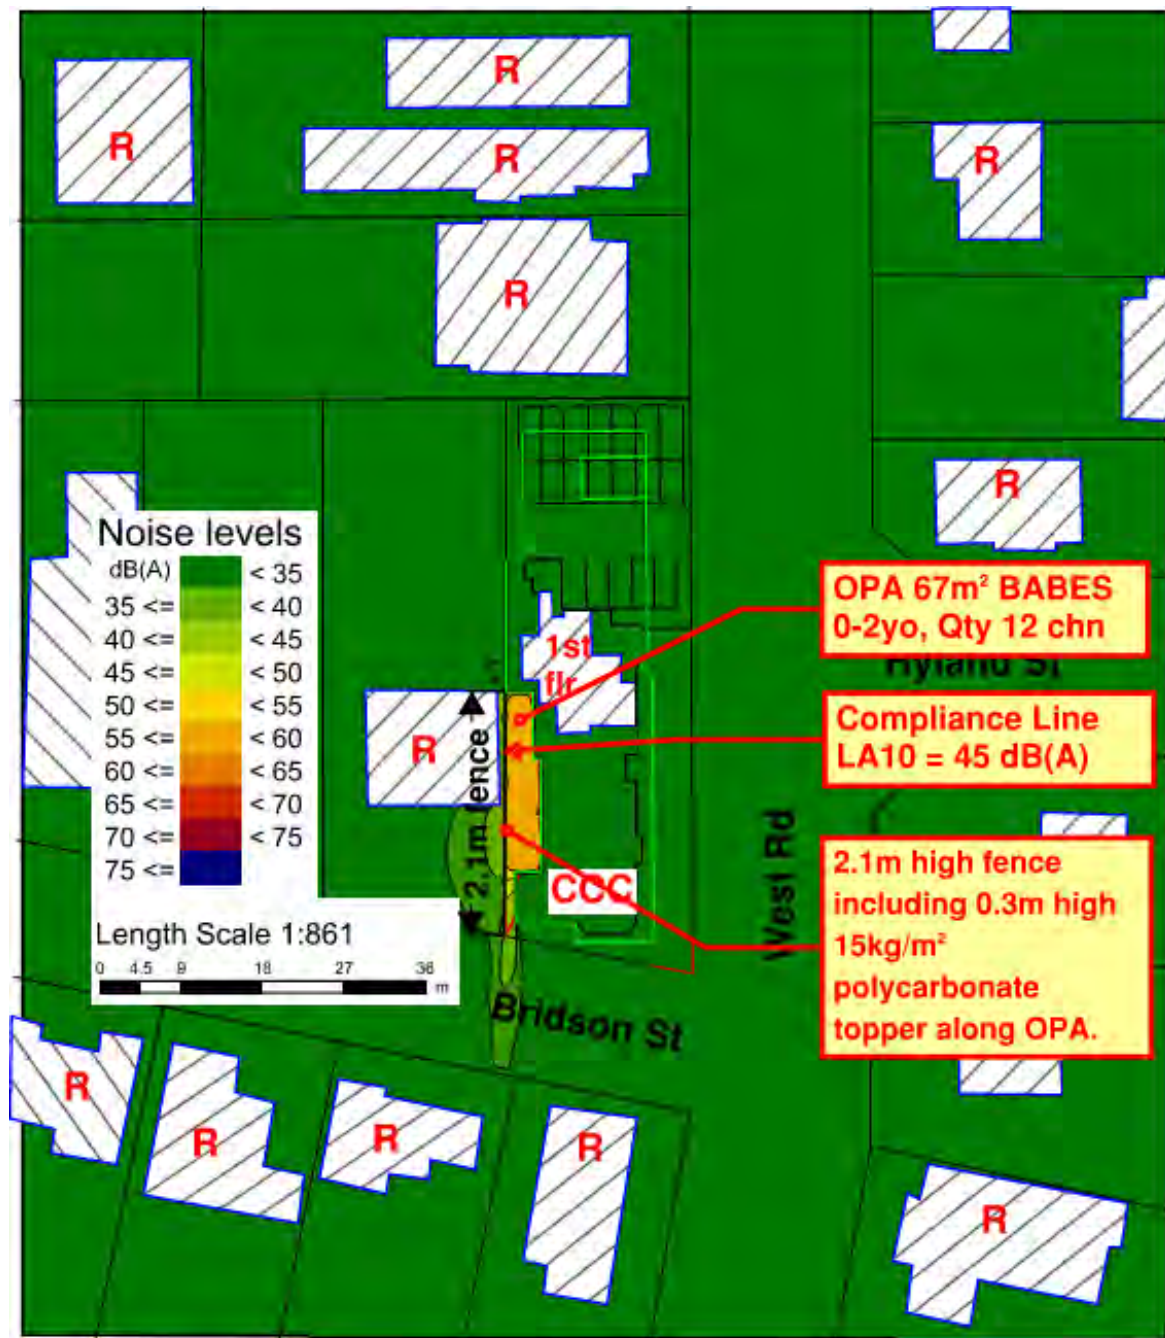 R
R
R
R
R
R
Noise levels
dB(A) < 35
35 <= < 40
40 <= < 45
45 <= < 50
50 <= < 55
55 <= < 60
60 <= < 65
65 <= < 70
70 <= < 75
75 <=
Length Scale 1:861
0 4.5 9 18 27 36 m
OPA 67m² BABES
0-2yo, Qty 12 chn
Hyland St
1st
flr
R
2.1m fence
Compliance Line
LA10 = 45 dB(A)
CCC
West Rd
2.1m high fence
including 0.3m high
15kg/m²
polycarbonate
topper along OPA.
Bridson St
R
R
R
R
R